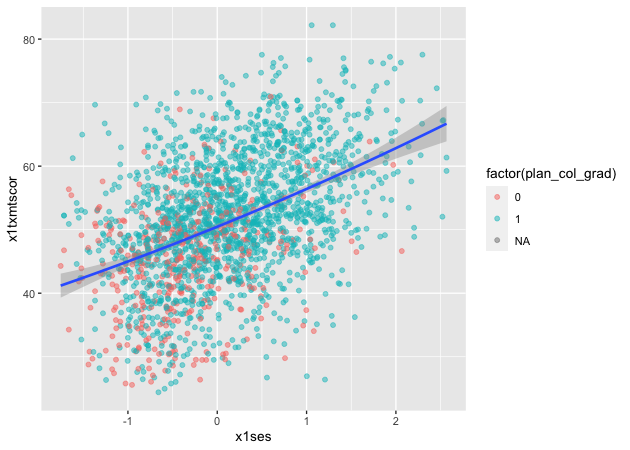 80
60
40
x1txmtscor
-1 0 1 2
x1ses
factor(plan_col_grad)
0
1
NA